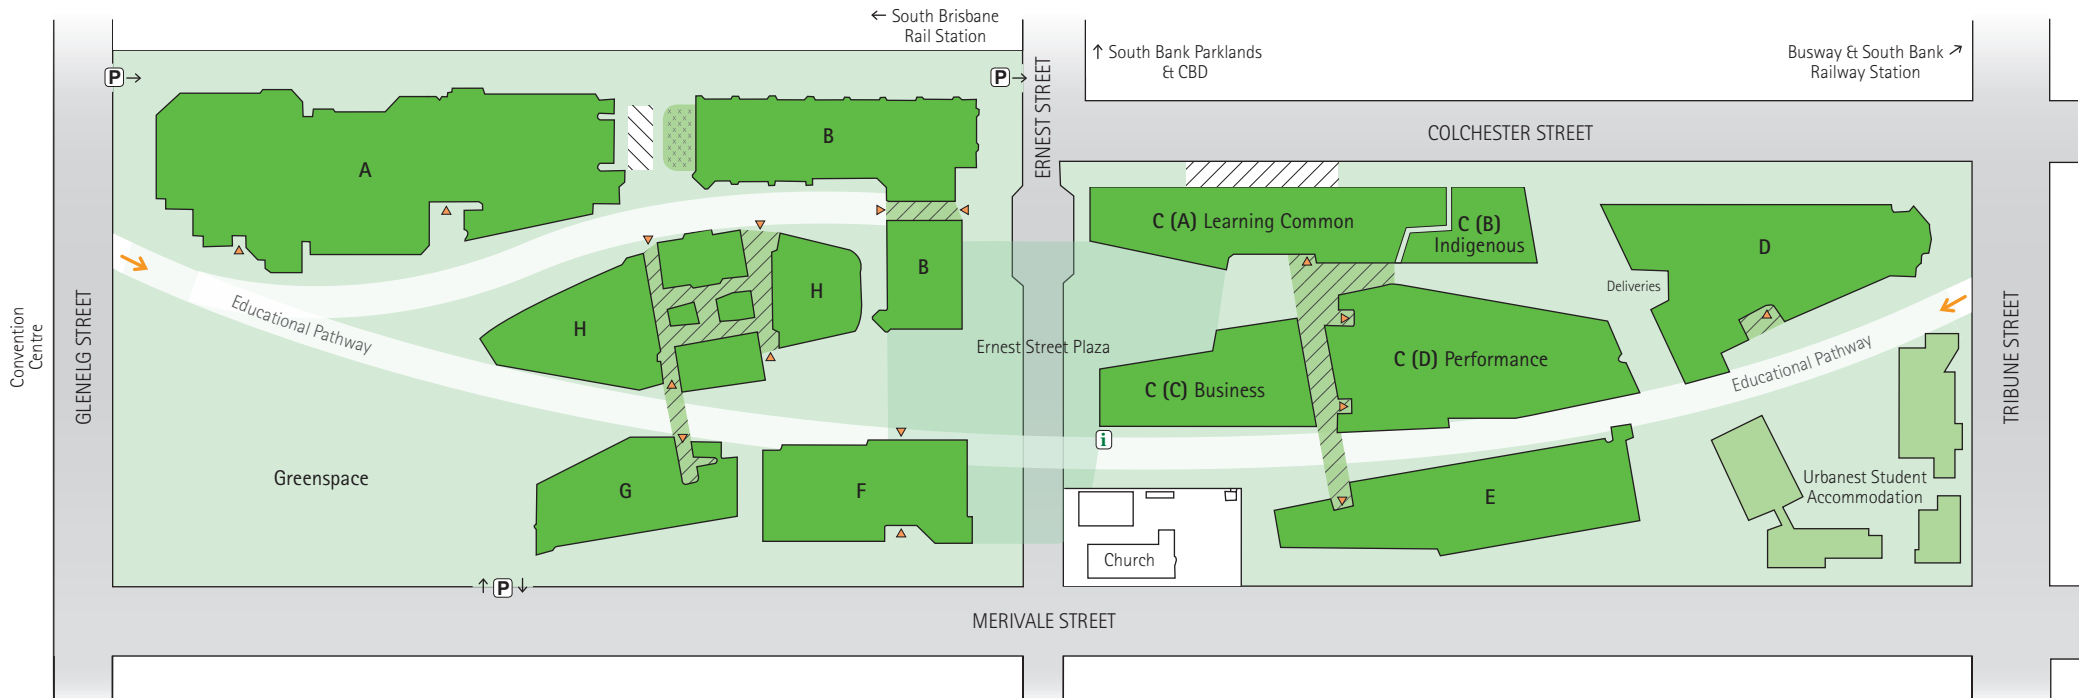 ← South Brisbane
Rail Station
↑ South Bank Parklands
& CBD
Busway & South Bank ↗
Railway Station
P →
P →
ERNEST STREET
COLCHESTER STREET
A
B
C (A) Learning Common
C (B)
Indigenous
D
Deliveries
B
H
H
Educational Pathway
Ernest Street Plaza
C (C) Business
C (D) Performance
Educational Pathway
Convention
Centre
GLENELG STREET
TRIBUNE STREET
i
Greenspace
G
F
E
Urbanest Student
Accommodation
Church
↑ P ↓
MERIVALE STREET